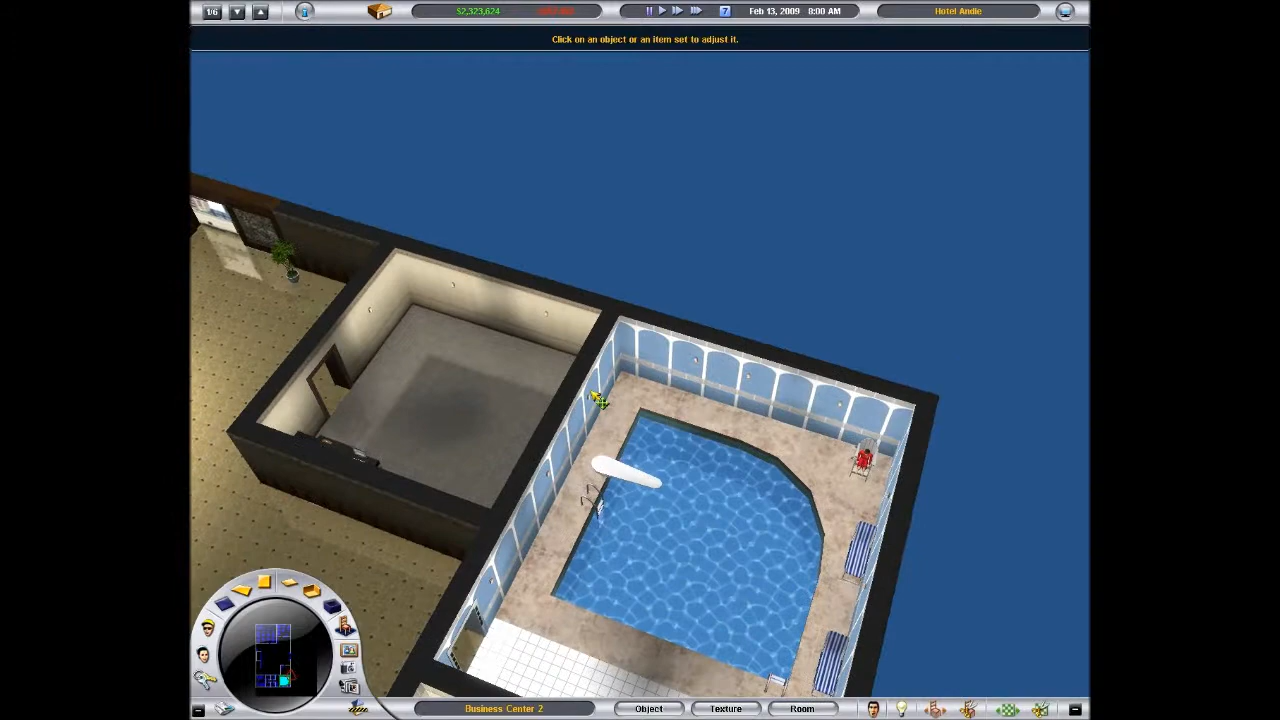 1/6
$2,323,624
7
Feb 13, 2009 8:00 AM
Hotel Andie
Click on an object or an item set to adjust it.
Business Center 2
Object
Texture
Room